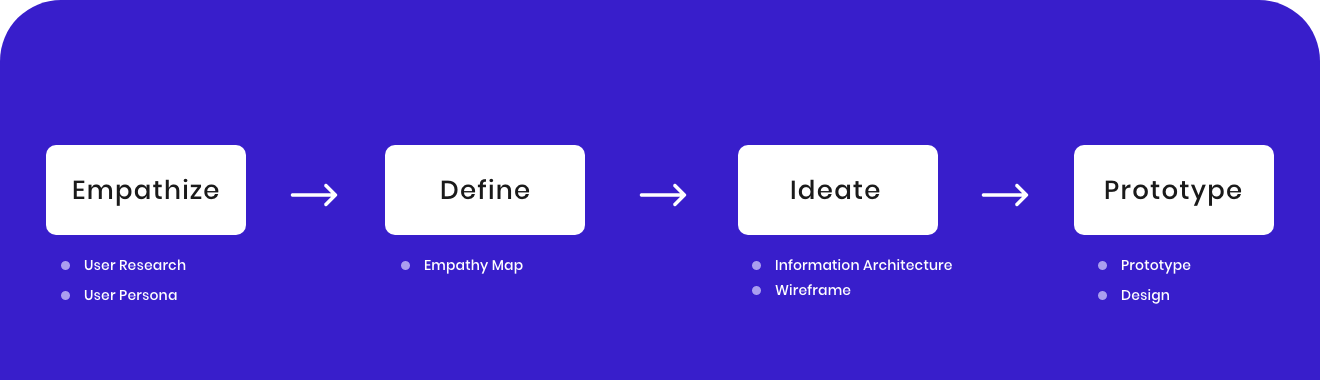 Empathize
User Research
User Persona
Define
Empathy Map
Ideate
Information Architecture
Wireframe
Prototype
Prototype
Design